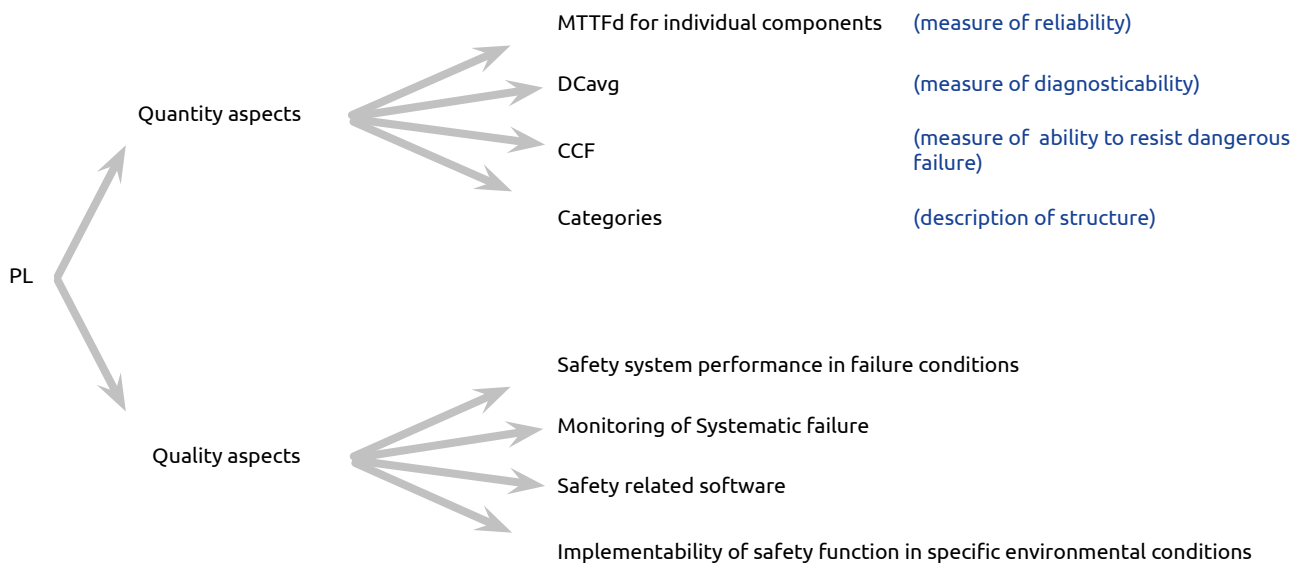 MTTFd for individual components (measure of reliability)
DCavg (measure of diagnosticability)
Quantity aspects
CCF (measure of  ability to resist dangerous
failure)
Categories (description of structure)
PL
Safety system performance in failure conditions
Monitoring of Systematic failure
Quality aspects
Safety related software
Implementability of safety function in specific environmental conditions